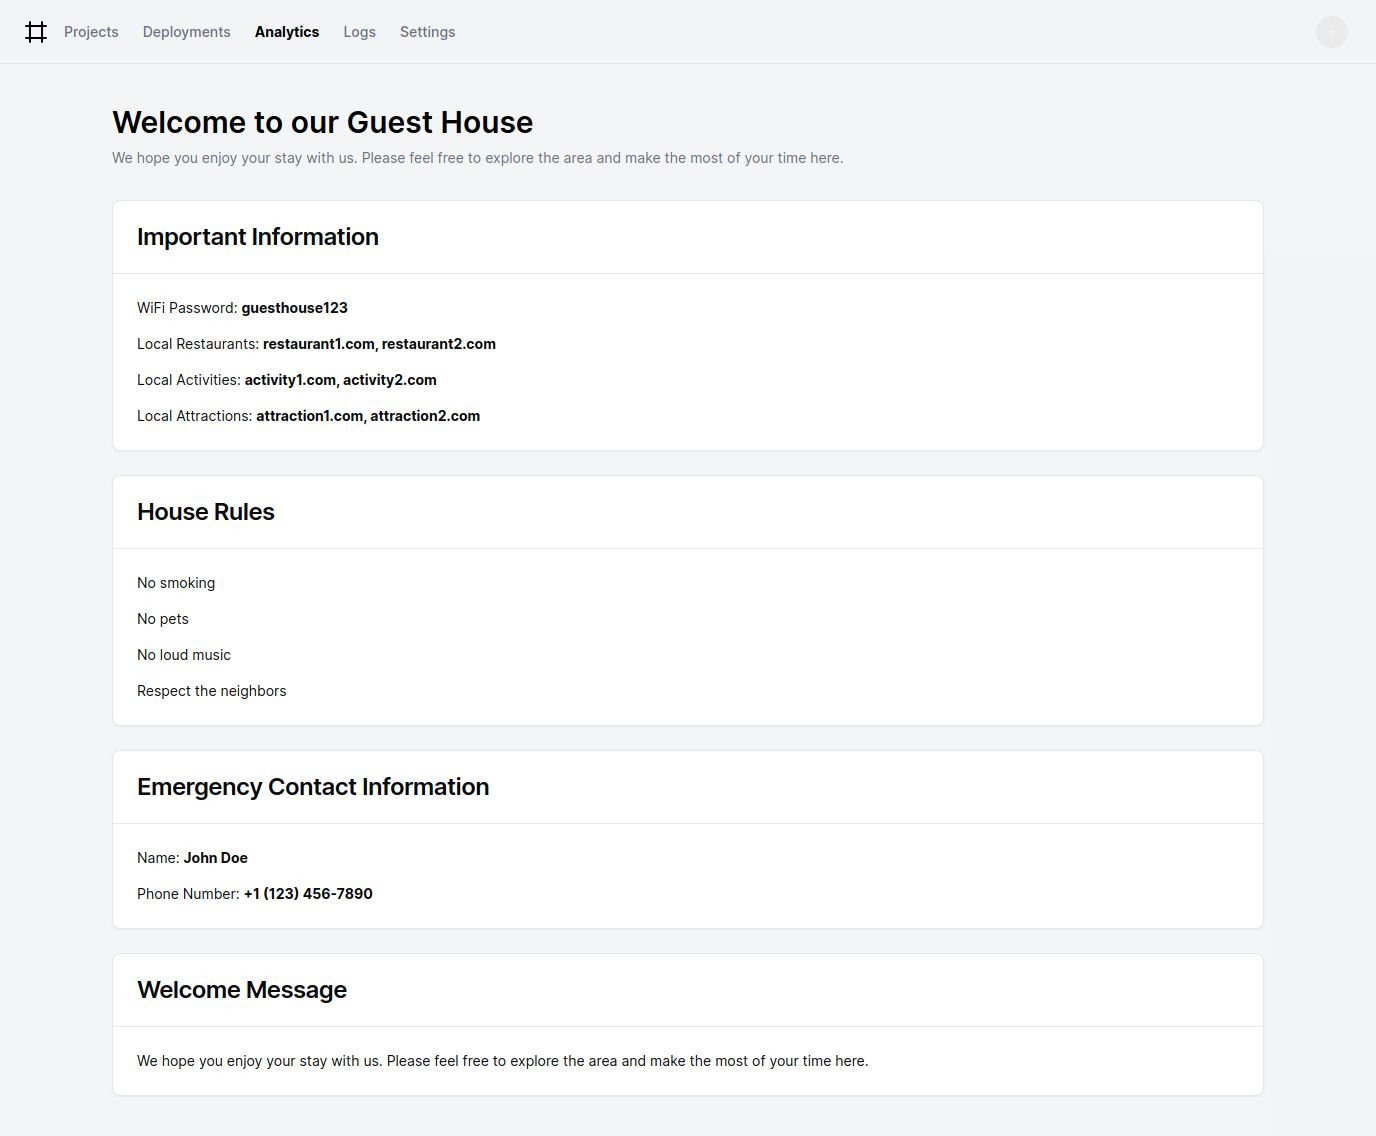 Projects Deployments Analytics Logs Settings
Welcome to our Guest House
We hope you enjoy your stay with us. Please feel free to explore the area and make the most of your time here.
Important Information
WiFi Password: guesthouse123
Local Restaurants: restaurant1.com, restaurant2.com
Local Activities: activity1.com, activity2.com
Local Attractions: attraction1.com, attraction2.com
House Rules
No smoking
No pets
No loud music
Respect the neighbors
Emergency Contact Information
Name: John Doe
Phone Number: +1 (123) 456-7890
Welcome Message
We hope you enjoy your stay with us. Please feel free to explore the area and make the most of your time here.